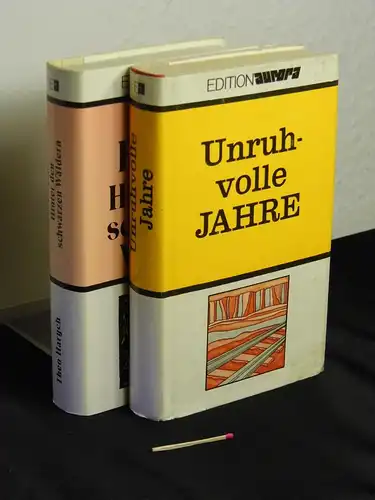 EDITION aurora
Unruh-
volle
JAHRE
Unruhvolle
Jahre
Hinter den
schwarzen Wäldern
Theo Harych